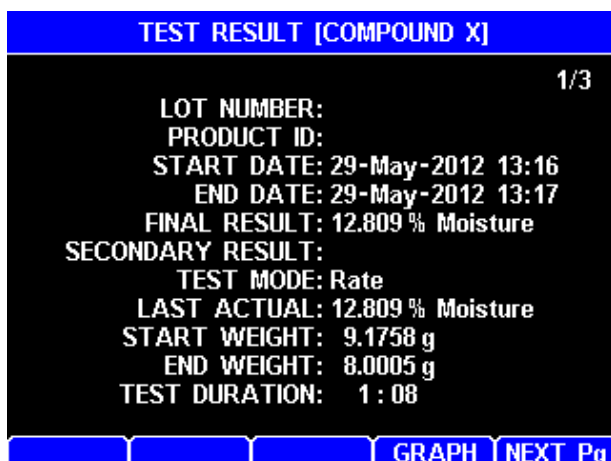 TEST RESULT [COMPOUND X]
1/3
LOT NUMBER:
PRODUCT ID:
START DATE: 29-May-2012 13:16
END DATE: 29-May-2012 13:17
FINAL RESULT: 12.809 % Moisture
SECONDARY RESULT:
TEST MODE: Rate
LAST ACTUAL: 12.809 % Moisture
START WEIGHT: 9.1758 g
END WEIGHT: 8.0005 g
TEST DURATION: 1 : 08
GRAPH NEXT Pg